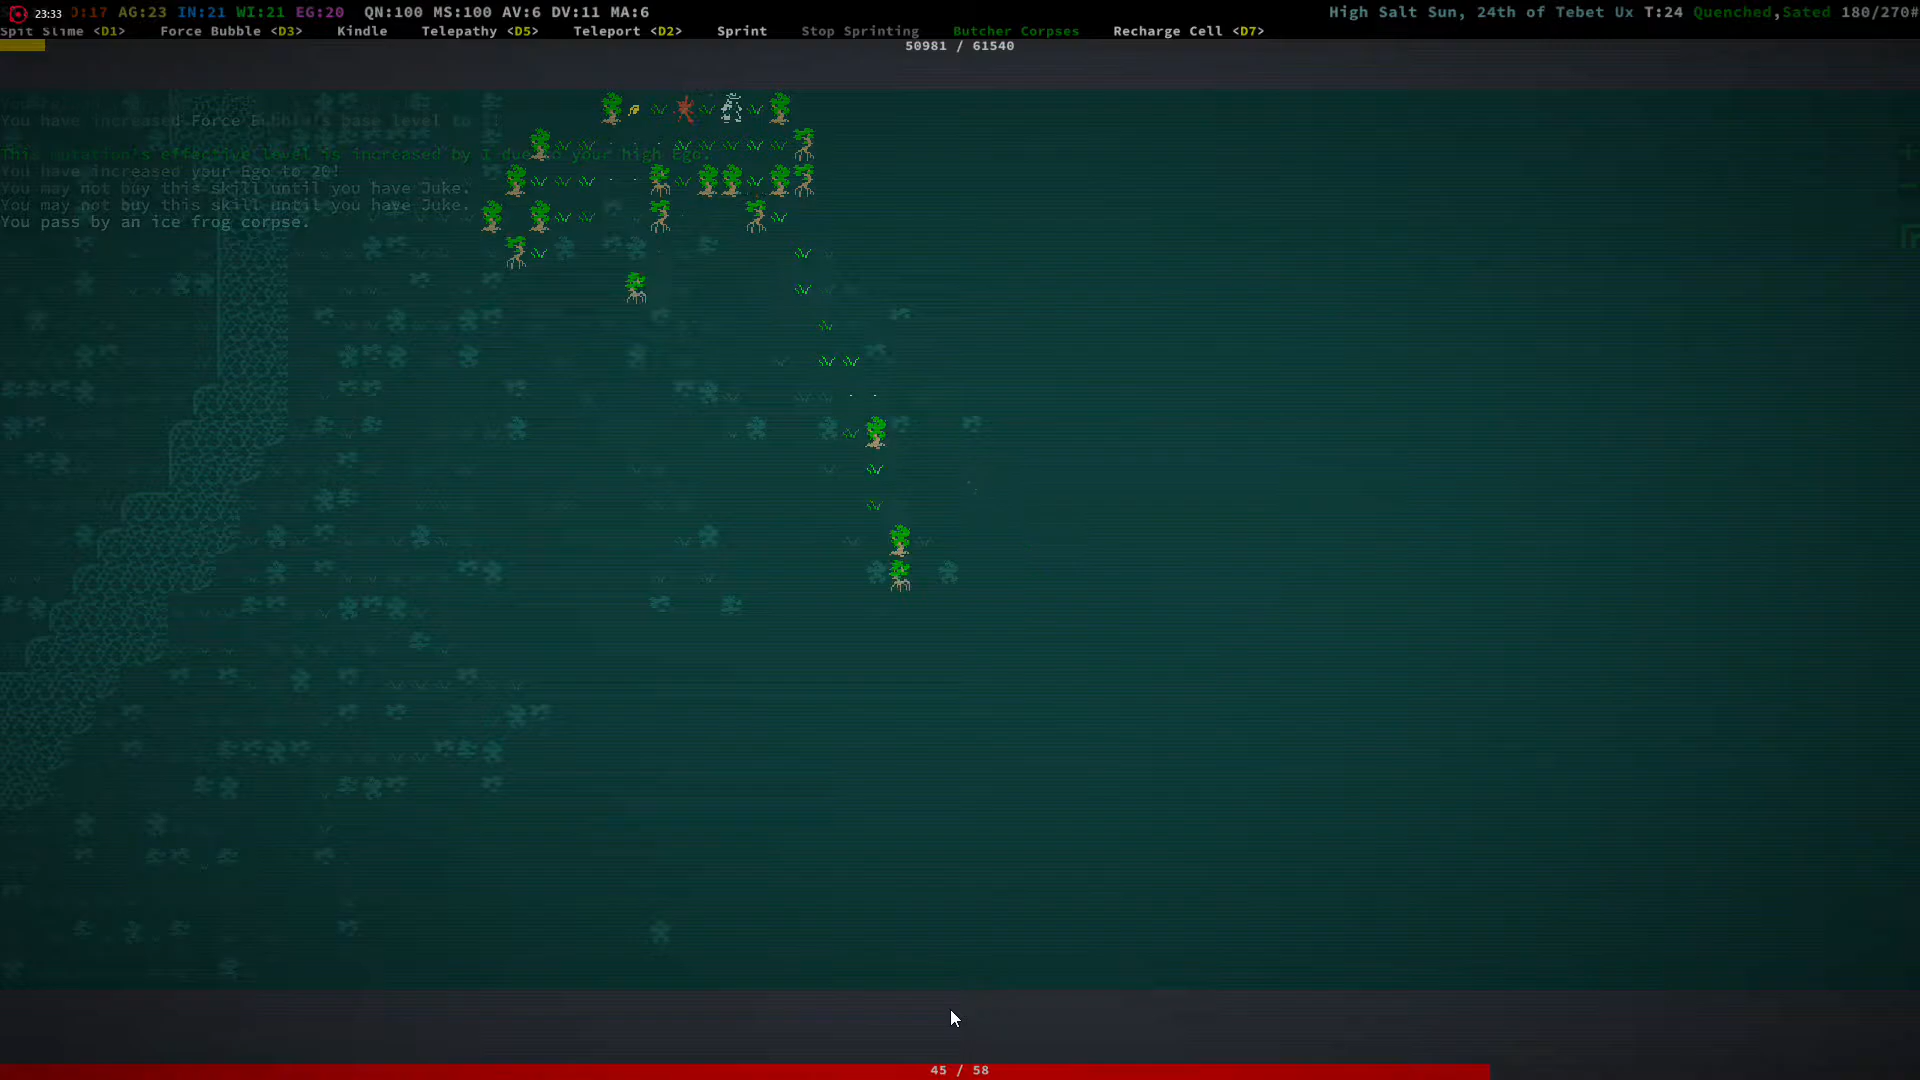 23:33 :17 AG:23 IN:21 WI:21 EG:20 QN:100 MS:100 AV:6 DV:11 MA:6 High Salt Sun, 24th of Tebet Ux T:24 Quenched,Sated 180/270#
Spit Slime <D1> Force Bubble <D3> Kindle Telepathy <D5> Teleport <D2> Sprint Stop Sprinting Butcher Corpses Recharge Cell <D7>
50981 / 61540
You have increased Force Bubble's base level to
This mutation's effective level is increased by 1 due to your high Ego.
You have increased your Ego to 20!
You may not buy this skill until you have Juke.
You may not buy this skill until you have Juke.
You pass by an ice frog corpse.
45 / 58